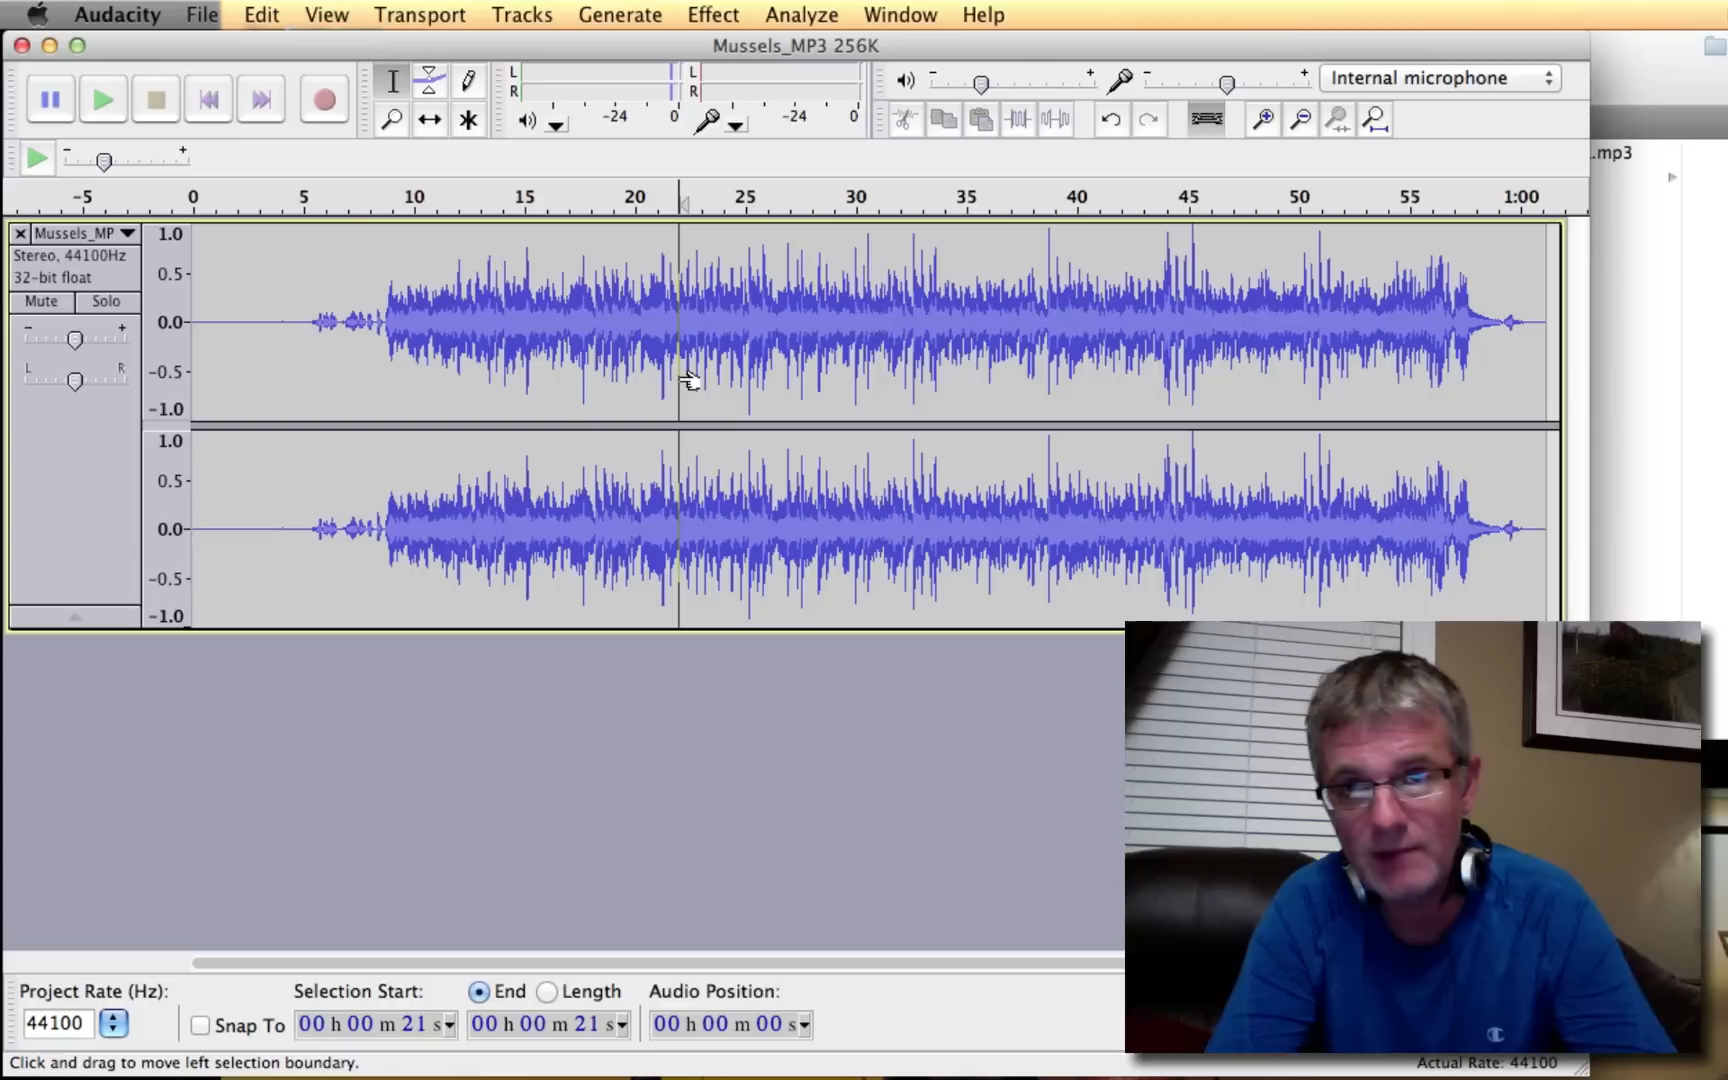 Audacity File Edit View Transport Tracks Generate Effect Analyze Window Help
Mussels_MP3 256K
L
R
-24 0
L
R
-24 0
- +
- +
Internal microphone
- +
.mp3
-5 0 5 10 15 20 25 30 35 40 45 50 55 1:00
Mussels_MP
Stereo, 44100Hz
32-bit float
Mute Solo
- +
L R
1.0
0.5
0.0
-0.5
-1.0
1.0
0.5
0.0
-0.5
-1.0
Project Rate (Hz):
44100
Snap To
Selection Start:
00 h 00 m 21 s
End Length
00 h 00 m 21 s
Audio Position:
00 h 00 m 00 s
Click and drag to move left selection boundary.
Actual Rate: 44100